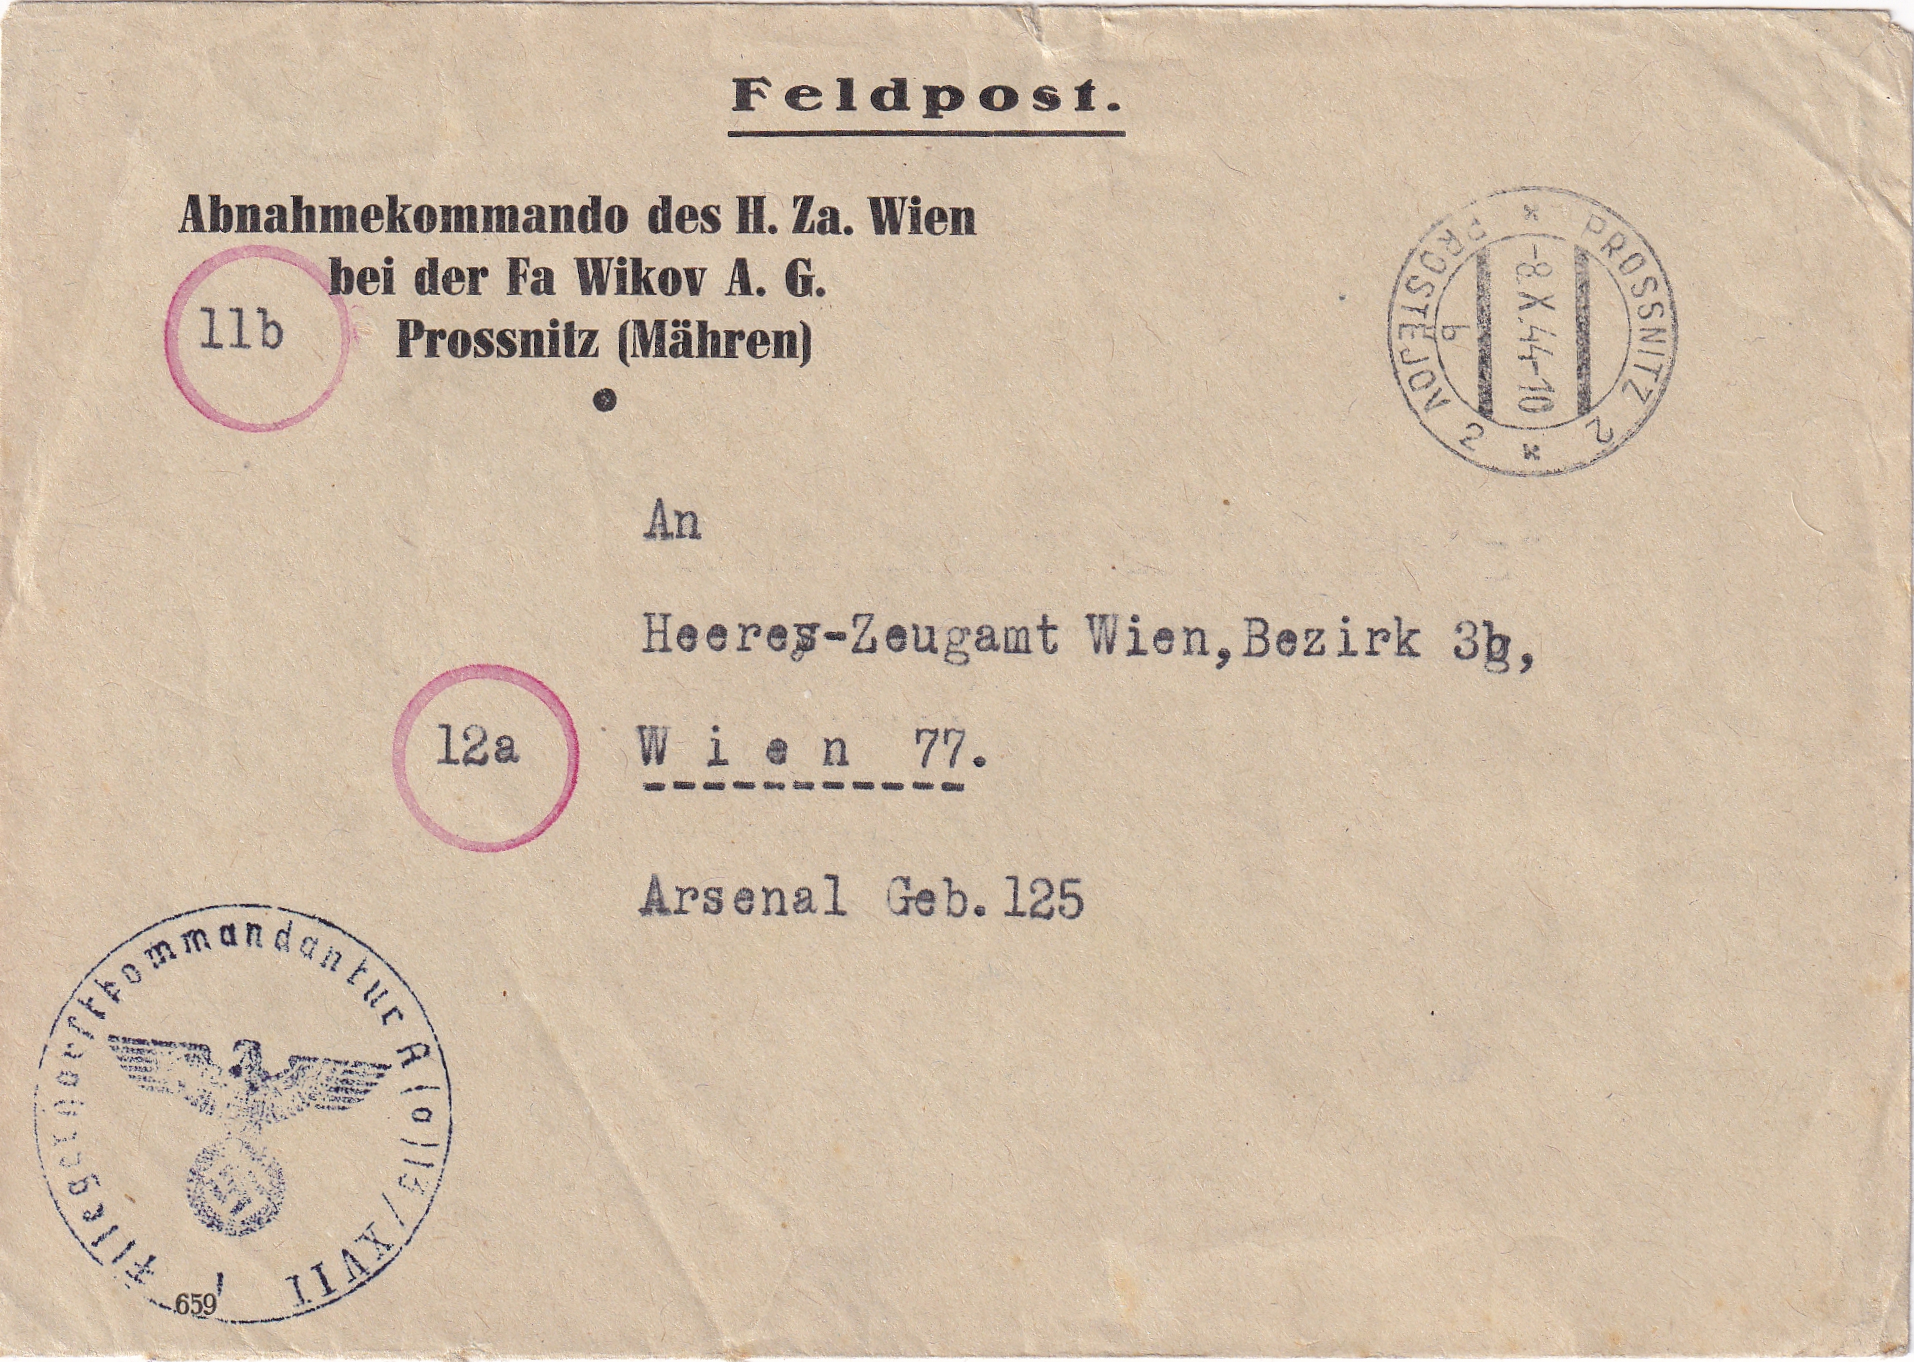 Feldpost.
Abnahmekommando des H. Za. Wien
bei der Fa Wikov A. G.
11b
Prossnitz (Mähren)
PROSSNITZ 2
PROSTĚJOV 2
-8.X.44-10
b
An
Heeres-Zeugamt Wien, Bezirk 3g,
12a
W i e n 77.
Arsenal Geb. 125
Fliegerhorstkommandantur A(o)13/XVII
659